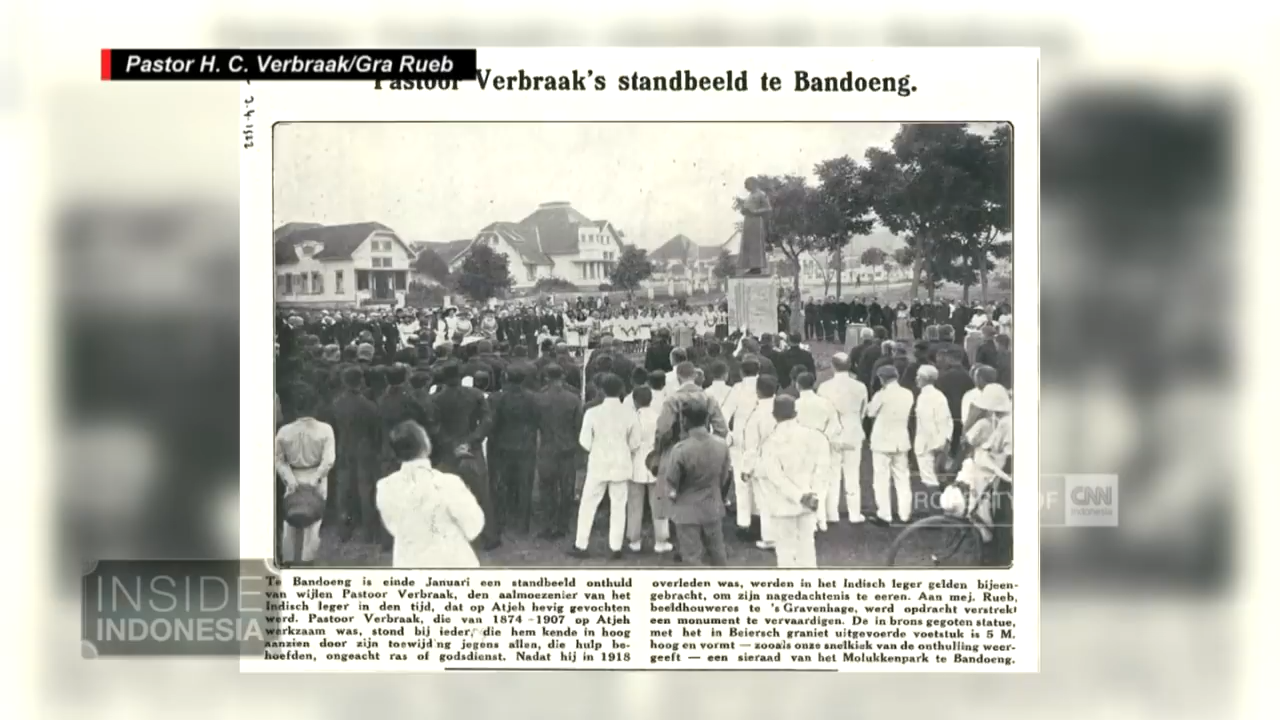 Pastor H. C. Verbraak/Gra Rueb
Pastoor Verbraak's standbeeld te Bandoeng.
2-4-1922
PROPERTY OF CNN Indonesia
INSIDE
INDONESIA
Te Bandoeng is einde Januari een standbeeld onthuld
van wijlen Pastoor Verbraak, den aalmoezenier van het
Indisch leger in den tijd, dat op Atjeh hevig gevochten
werd. Pastoor Verbraak, die van 1874-1907 op Atjeh
werkzaam was, stond bij ieder, die hem kende in hoog
aanzien door zijn toewijding jegens allen, die hulp be-
hoefden, ongeacht ras of godsdienst. Nadat hij in 1918
overleden was, werden in het Indisch leger gelden bijeen-
gebracht, om zijn nagedachtenis te eeren. Aan mej. Rueb,
beeldhouweres te 's Gravenhage, werd opdracht verstrekt
een monument te vervaardigen. De in brons gegoten statue,
met het in Beiersch graniet uitgevoerde voetstuk is 5 M.
hoog en vormt — zooals onze snelkiek van de onthulling weer-
geeft — een sieraad van het Molukkenpark te Bandoeng.